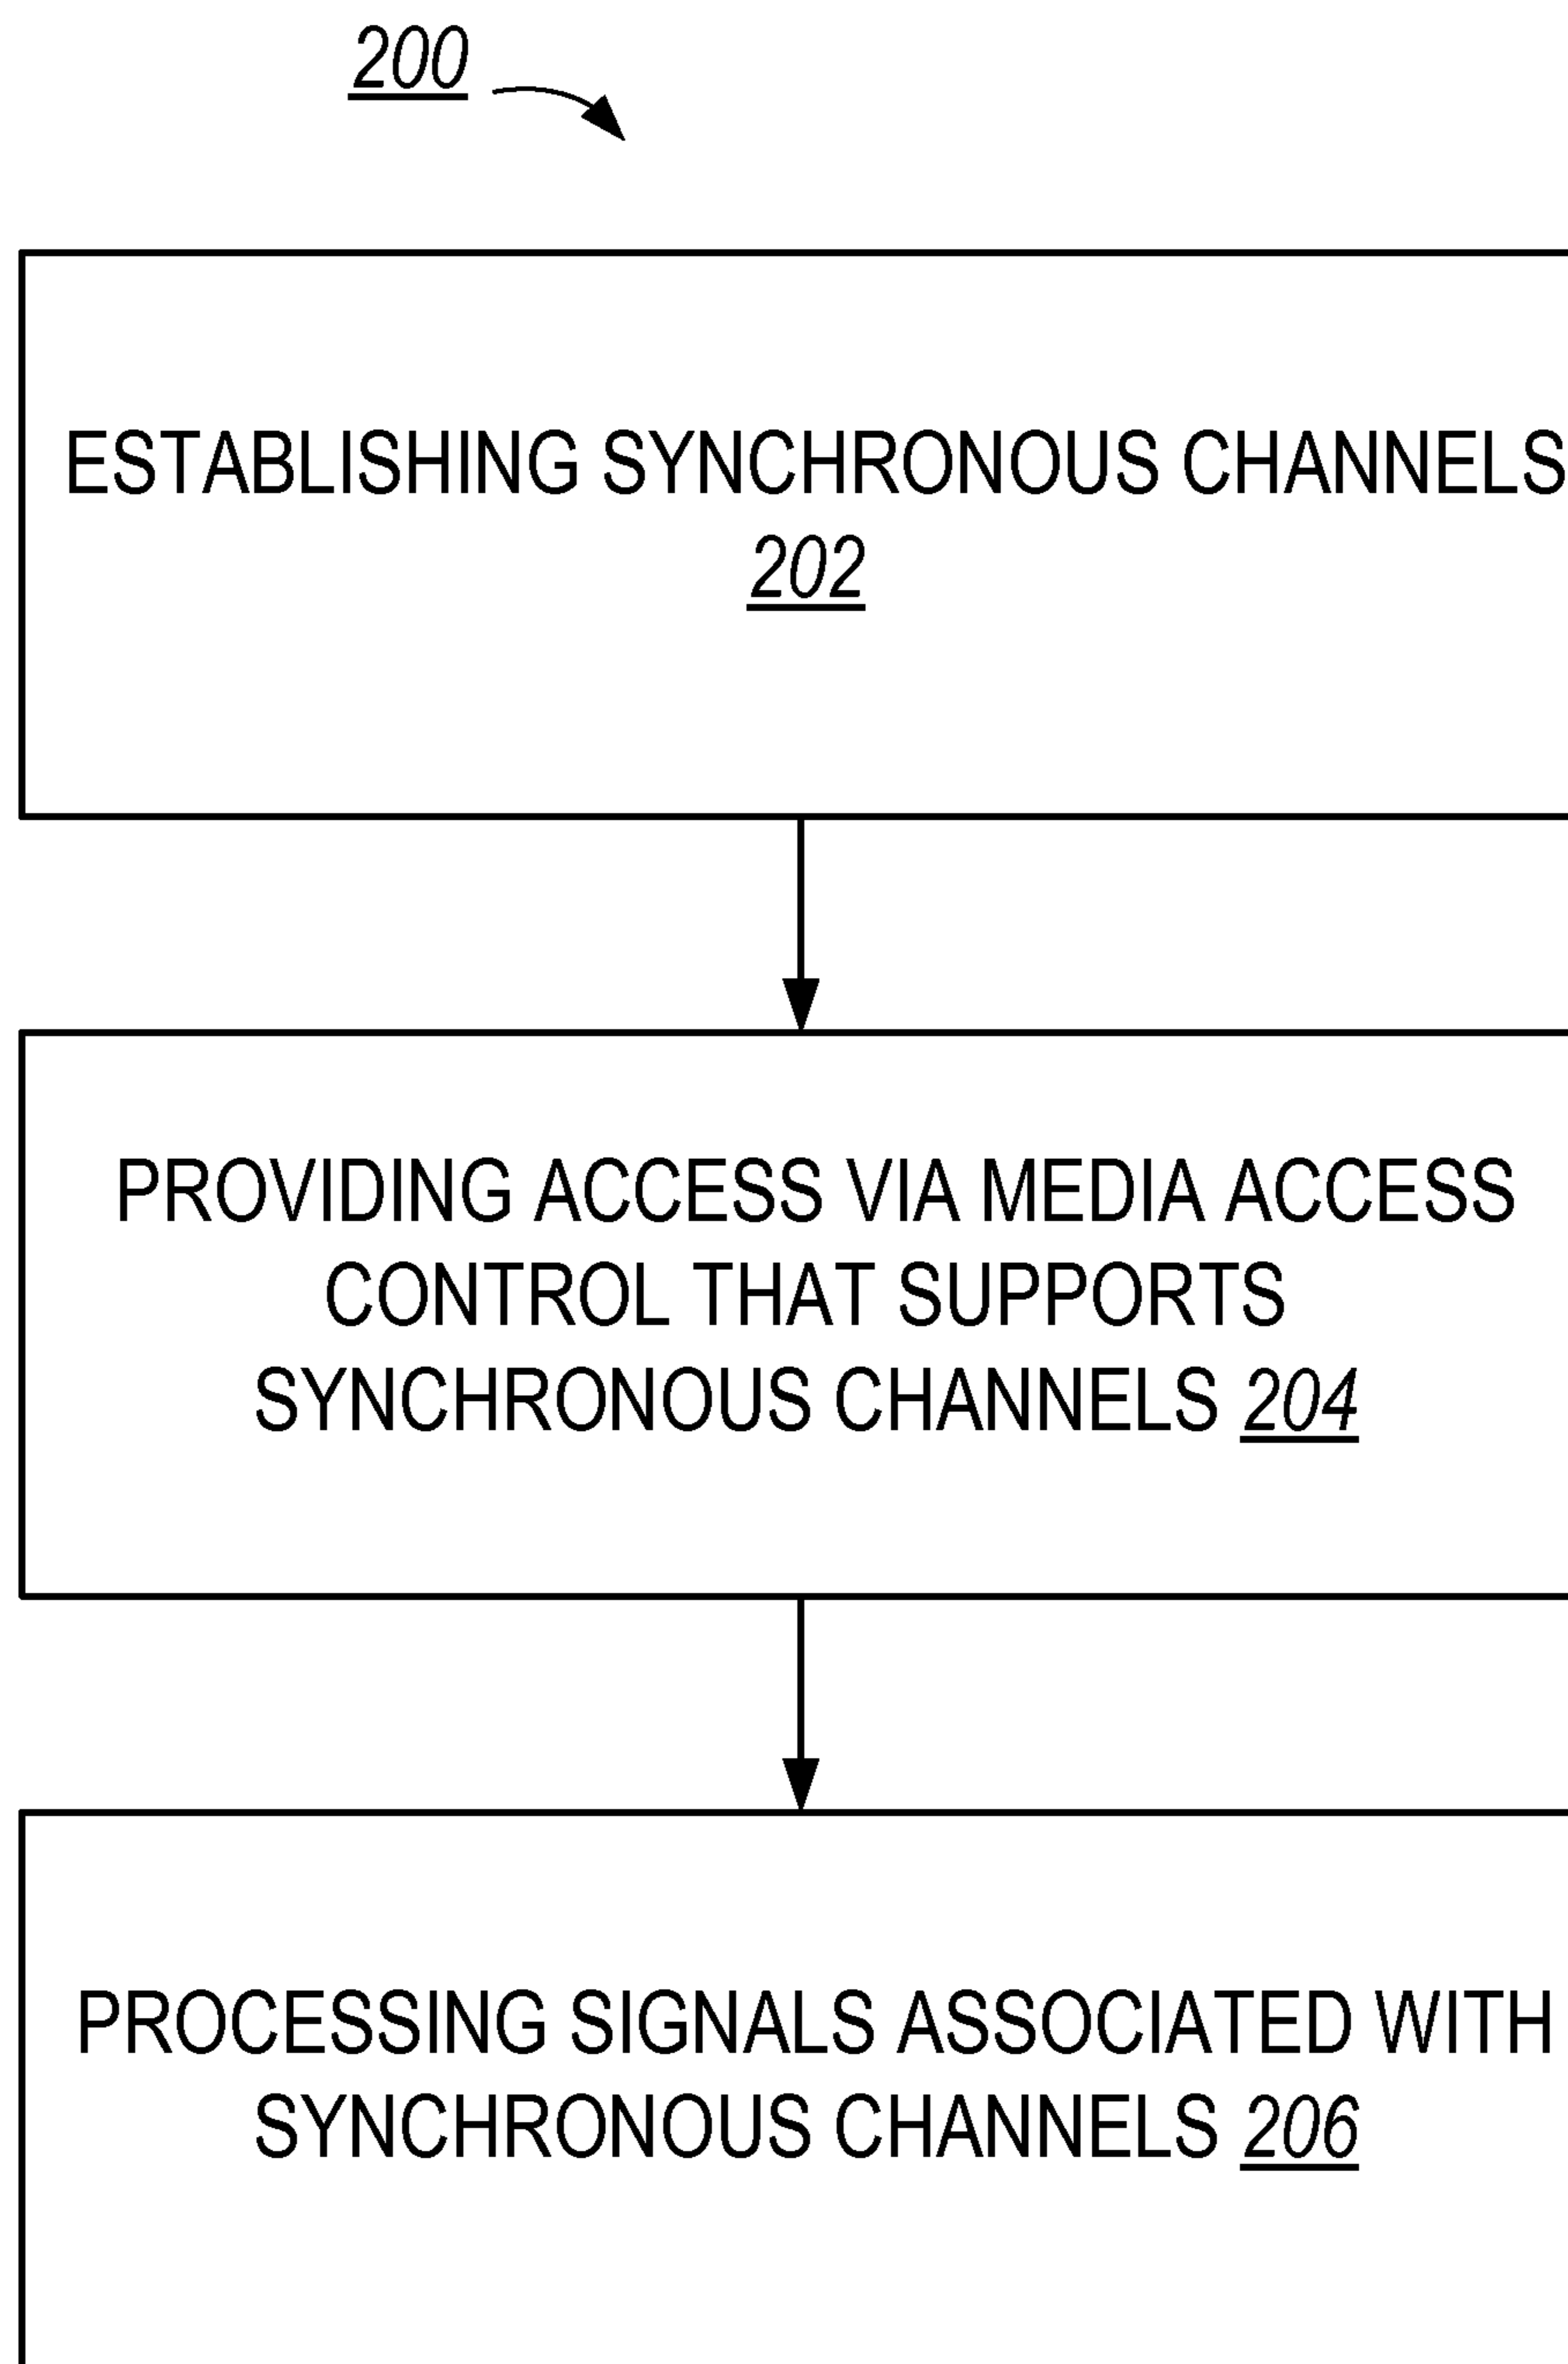 200
ESTABLISHING SYNCHRONOUS CHANNELS
202
PROVIDING ACCESS VIA MEDIA ACCESS
CONTROL THAT SUPPORTS
SYNCHRONOUS CHANNELS 204
PROCESSING SIGNALS ASSOCIATED WITH
SYNCHRONOUS CHANNELS 206